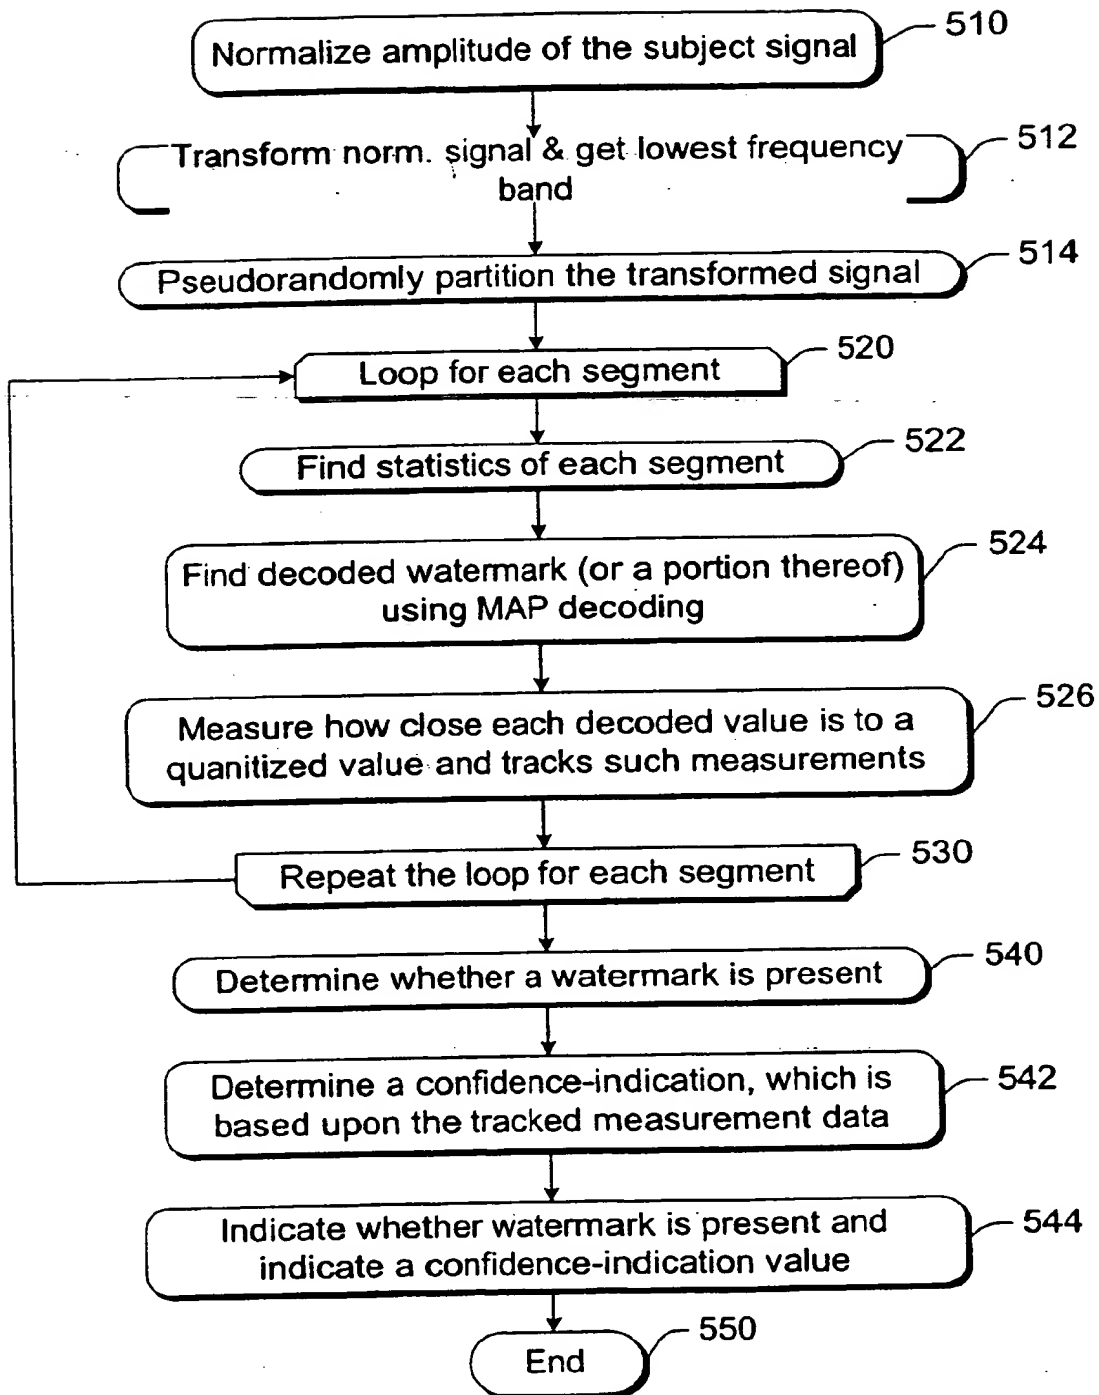 Normalize amplitude of the subject signal
510
Transform norm. signal & get lowest frequency
band
512
Pseudorandomly partition the transformed signal
514
Loop for each segment
520
Find statistics of each segment
522
Find decoded watermark (or a portion thereof)
using MAP decoding
524
Measure how close each decoded value is to a
quanitized value and tracks such measurements
526
Repeat the loop for each segment
530
Determine whether a watermark is present
540
Determine a confidence-indication, which is
based upon the tracked measurement data
542
Indicate whether watermark is present and
indicate a confidence-indication value
544
End
550